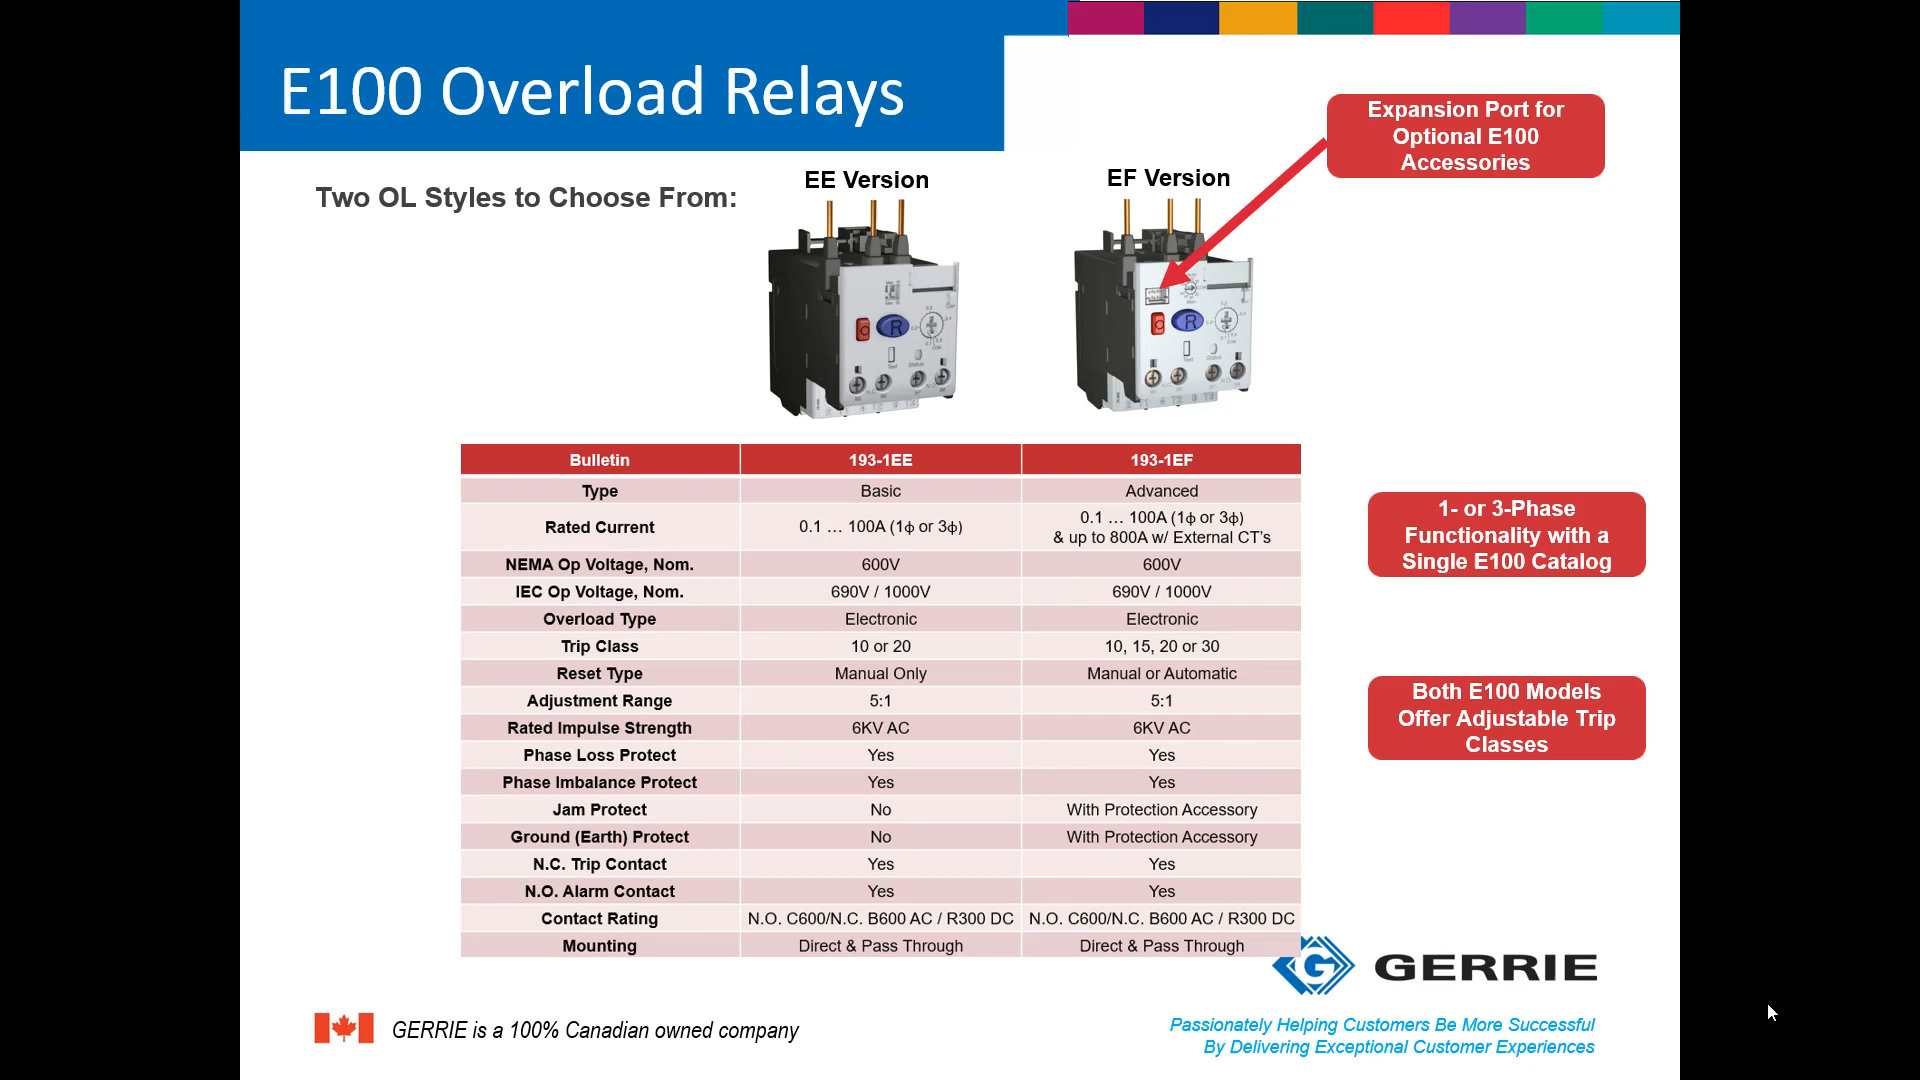 E100 Overload Relays
Expansion Port for
Optional E100
Accessories
Two OL Styles to Choose From:
EE Version
EF Version
R
R
Test
Status
Test
Status
Bulletin 193-1EE 193-1EF
Type Basic Advanced
Rated Current 0.1 … 100A (1ϕ or 3ϕ) 0.1 … 100A (1ϕ or 3ϕ)
& up to 800A w/ External CT’s
NEMA Op Voltage, Nom. 600V 600V
IEC Op Voltage, Nom. 690V / 1000V 690V / 1000V
Overload Type Electronic Electronic
Trip Class 10 or 20 10, 15, 20 or 30
Reset Type Manual Only Manual or Automatic
Adjustment Range 5:1 5:1
Rated Impulse Strength 6KV AC 6KV AC
Phase Loss Protect Yes Yes
Phase Imbalance Protect Yes Yes
Jam Protect No With Protection Accessory
Ground (Earth) Protect No With Protection Accessory
N.C. Trip Contact Yes Yes
N.O. Alarm Contact Yes Yes
Contact Rating N.O. C600/N.C. B600 AC / R300 DC N.O. C600/N.C. B600 AC / R300 DC
Mounting Direct & Pass Through Direct & Pass Through
1- or 3-Phase
Functionality with a
Single E100 Catalog
Both E100 Models
Offer Adjustable Trip
Classes
G GERRIE
GERRIE is a 100% Canadian owned company
Passionately Helping Customers Be More Successful
By Delivering Exceptional Customer Experiences